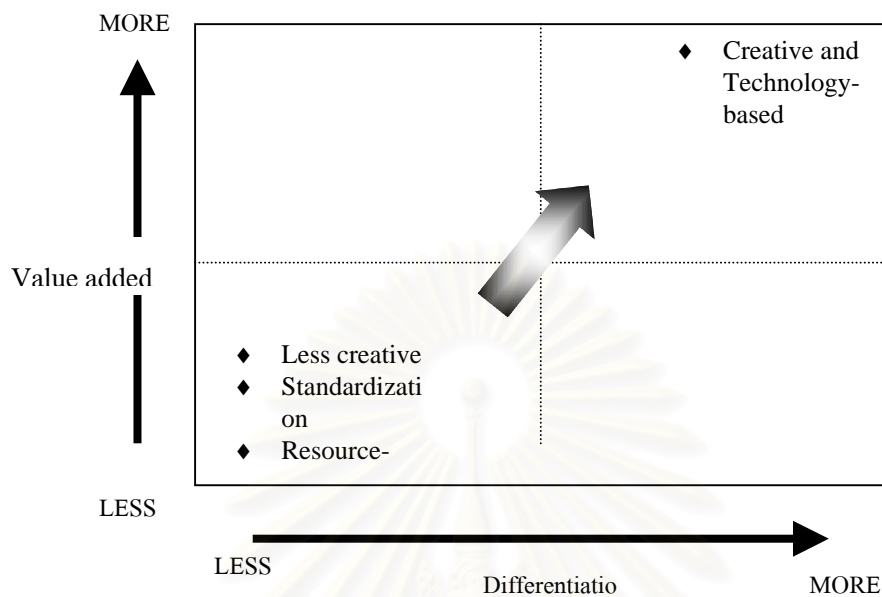 MORE
♦ Creative and
Technology-
based
Value added
♦ Less creative
♦ Standardizati
on
♦ Resource-
LESS
LESS
Differentiatio
MORE